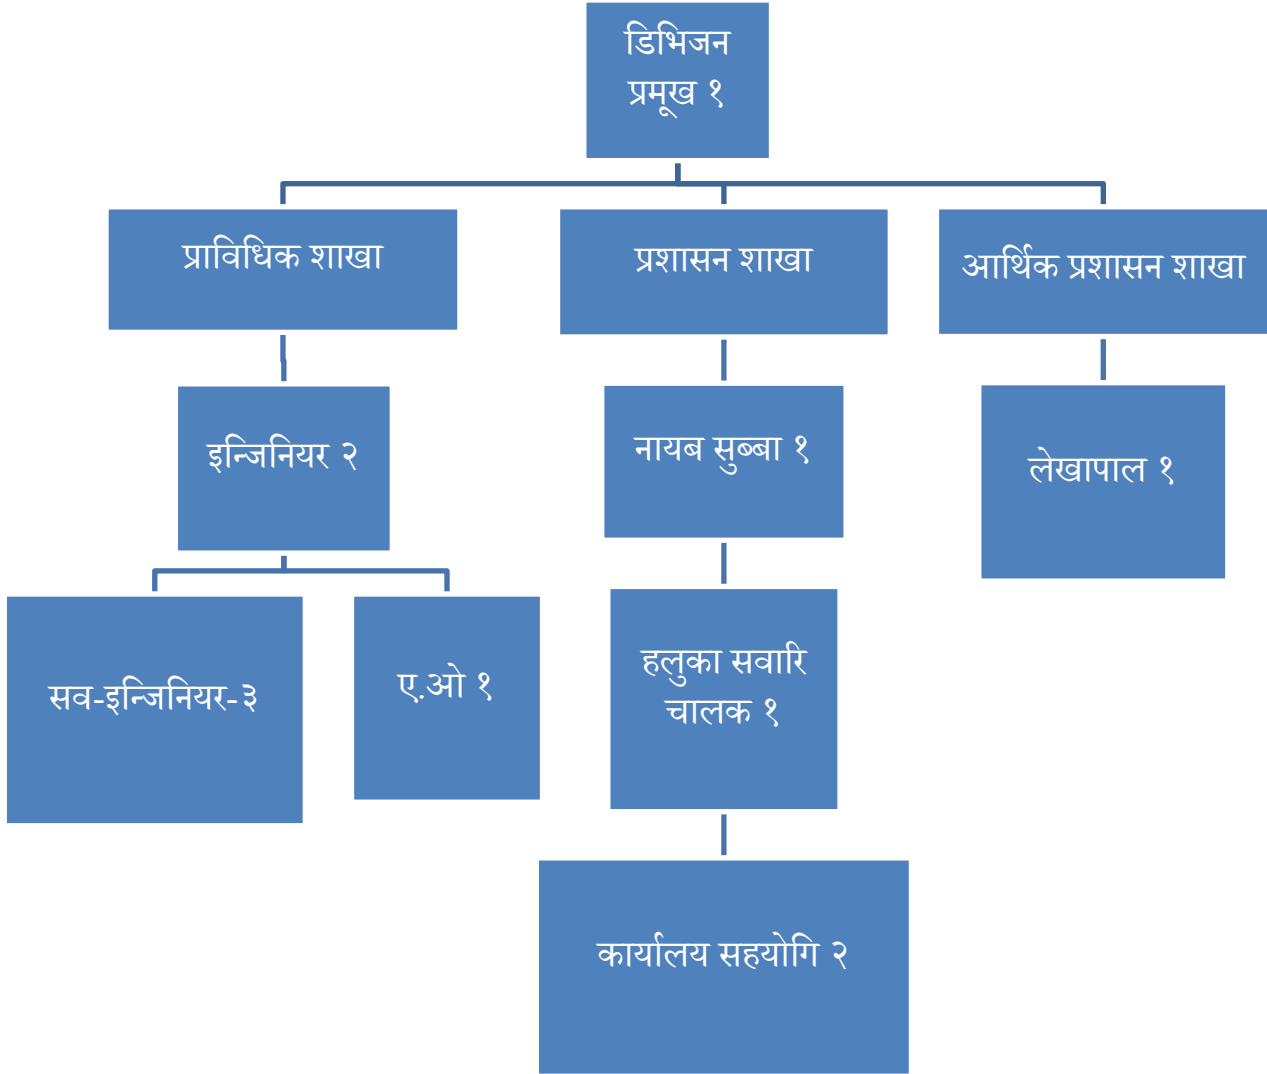 डिभिजन
प्रमूख १
प्राविधिक शाखा
प्रशासन शाखा
आर्थिक प्रशासन शाखा
इन्जिनियर २
नायब सुब्बा १
लेखापाल १
सव-इन्जिनियर-३
ए.ओ १
हलुका सवारि
चालक १
कार्यालय सहयोगि २